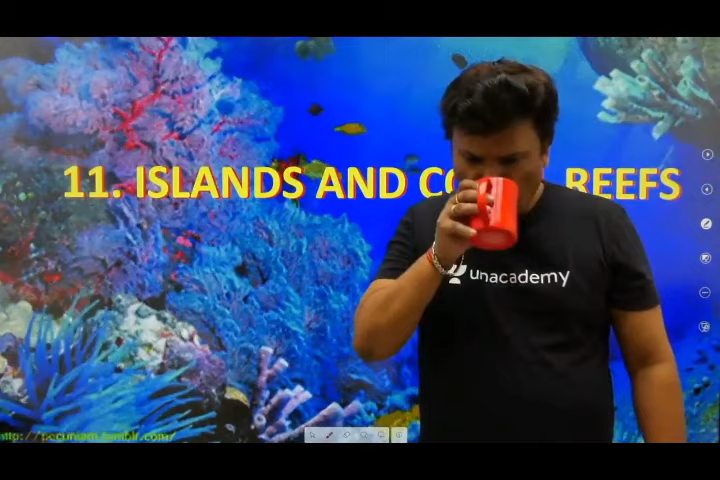 11. ISLANDS AND CO REEFS
unacademy
http://pecuniam.tumblr.com/